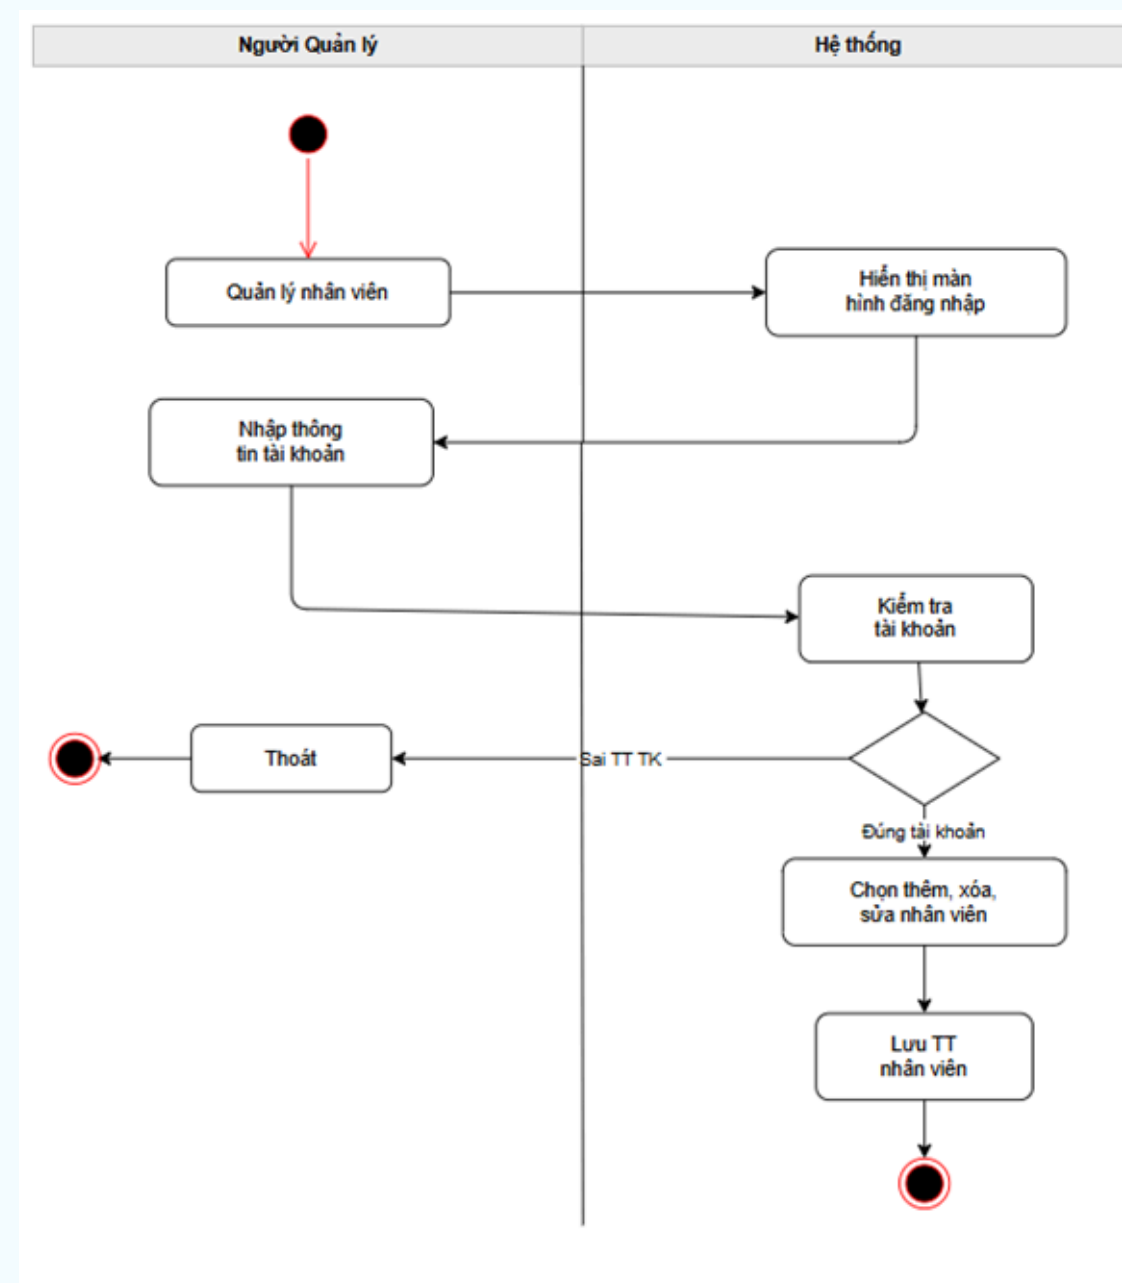 Người Quản lý
Hệ thống
Quản lý nhân viên
Hiển thị màn
hình đăng nhập
Nhập thông
tin tài khoản
Kiểm tra
tài khoản
Thoát
Sai TT TK
Đúng tài khoản
Chọn thêm, xóa,
sửa nhân viên
Lưu TT
nhân viên